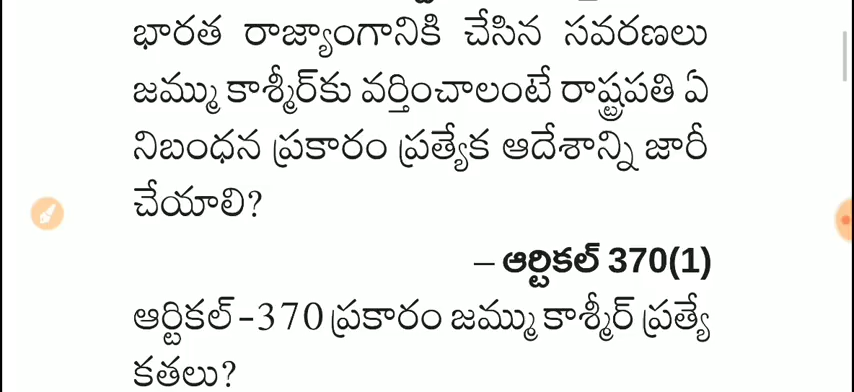 భారత రాజ్యాంగానికి చేసిన సవరణలు
జమ్ము కాశ్మీర్‌కు వర్తించాలంటే రాష్ట్రపతి ఏ
నిబంధన ప్రకారం ప్రత్యేక ఆదేశాన్ని జారీ
చేయాలి?
– ఆర్టికల్ 370(1)
ఆర్టికల్-370 ప్రకారం జమ్ము కాశ్మీర్ ప్రత్యే
కతలు?